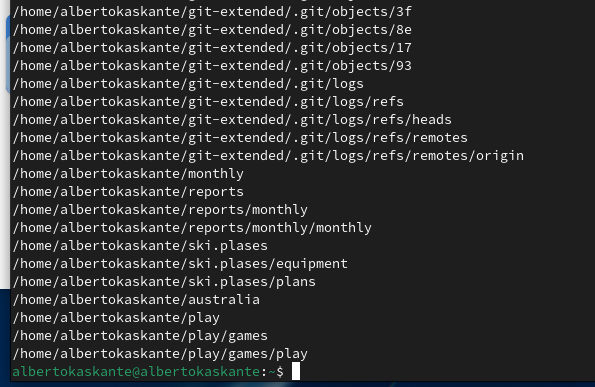 /home/albertokaskante/git-extended/.git/objects/3f
/home/albertokaskante/git-extended/.git/objects/8e
/home/albertokaskante/git-extended/.git/objects/17
/home/albertokaskante/git-extended/.git/objects/93
/home/albertokaskante/git-extended/.git/logs
/home/albertokaskante/git-extended/.git/logs/refs
/home/albertokaskante/git-extended/.git/logs/refs/heads
/home/albertokaskante/git-extended/.git/logs/refs/remotes
/home/albertokaskante/git-extended/.git/logs/refs/remotes/origin
/home/albertokaskante/monthly
/home/albertokaskante/reports
/home/albertokaskante/reports/monthly
/home/albertokaskante/reports/monthly/monthly
/home/albertokaskante/ski.plases
/home/albertokaskante/ski.plases/equipment
/home/albertokaskante/ski.plases/plans
/home/albertokaskante/australia
/home/albertokaskante/play
/home/albertokaskante/play/games
/home/albertokaskante/play/games/play
albertokaskante@albertokaskante:~$